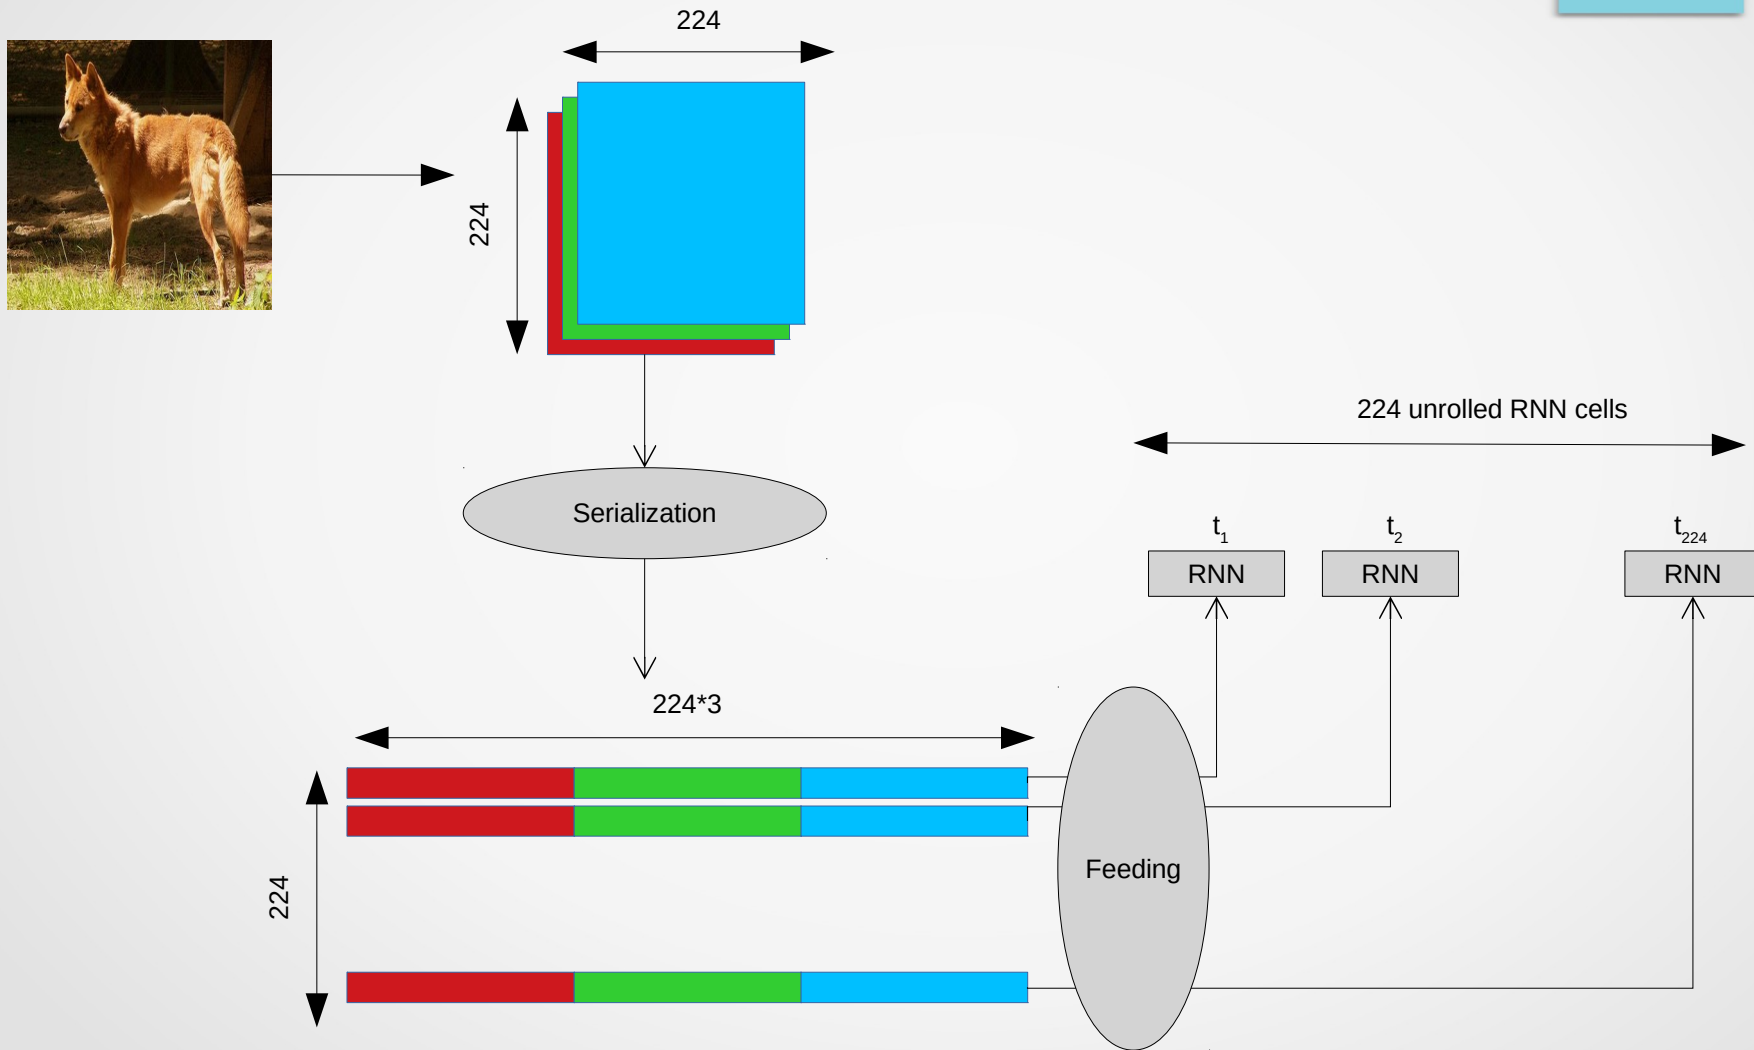 224
224
224 unrolled RNN cells
Serialization
t1
t2
t224
RNN
RNN
RNN
224*3
224
Feeding